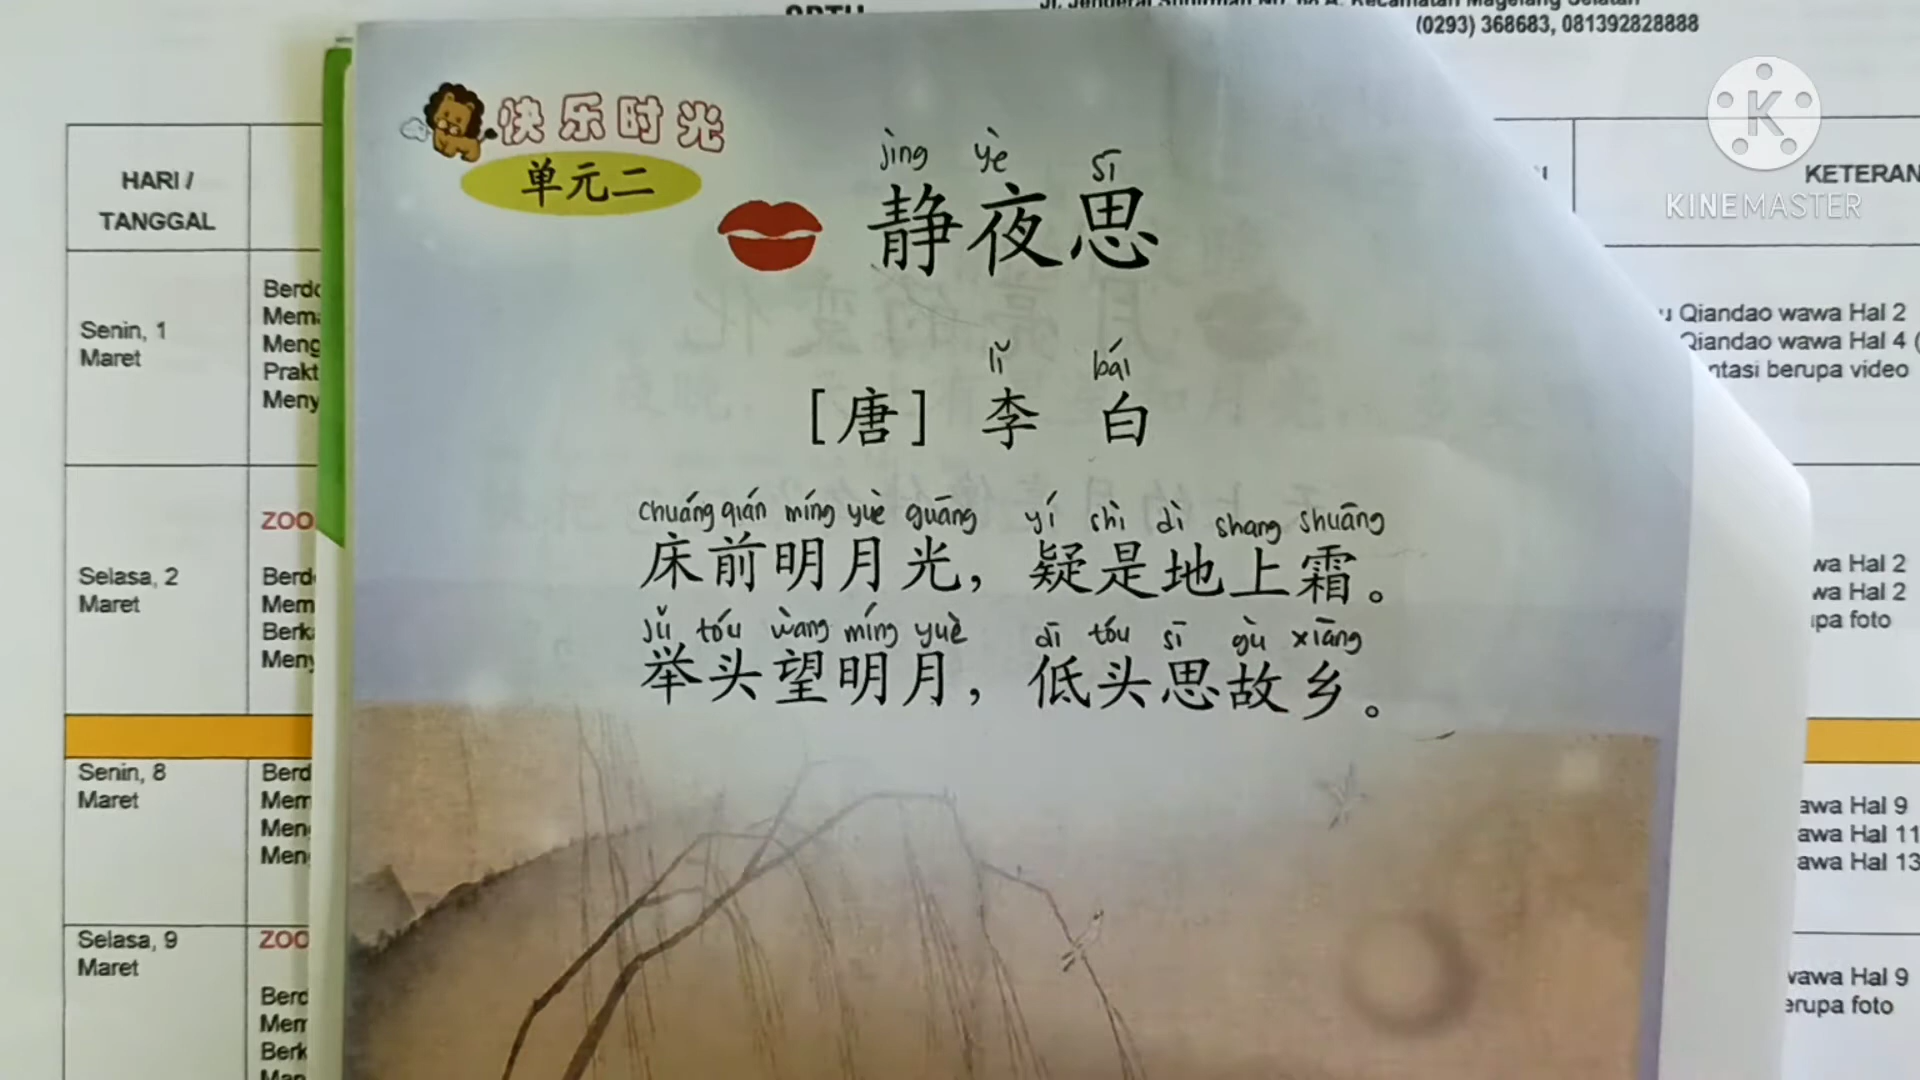 (0293) 368683, 081392828888
KINEMASTER
HARI /
TANGGAL
KETERAN
Senin, 1
Maret
Selasa, 2
Maret
Senin, 8
Maret
Selasa, 9
Maret
ZOO
ZOO
快乐时光
单元二
jìng yè sī
静夜思
lǐ bái
[唐] 李 白
chuáng qián míng yuè guāng yí shì dì shang shuāng
床前明月光，疑是地上霜。
jǔ tóu wàng míng yuè dī tóu sī gù xiāng
举头望明月，低头思故乡。
Qiandao wawa Hal 2
Qiandao wawa Hal 4
ntasi berupa video
wa Hal 2
wa Hal 2
upa foto
awa Hal 9
awa Hal 11
awa Hal 13
wawa Hal 9
erupa foto